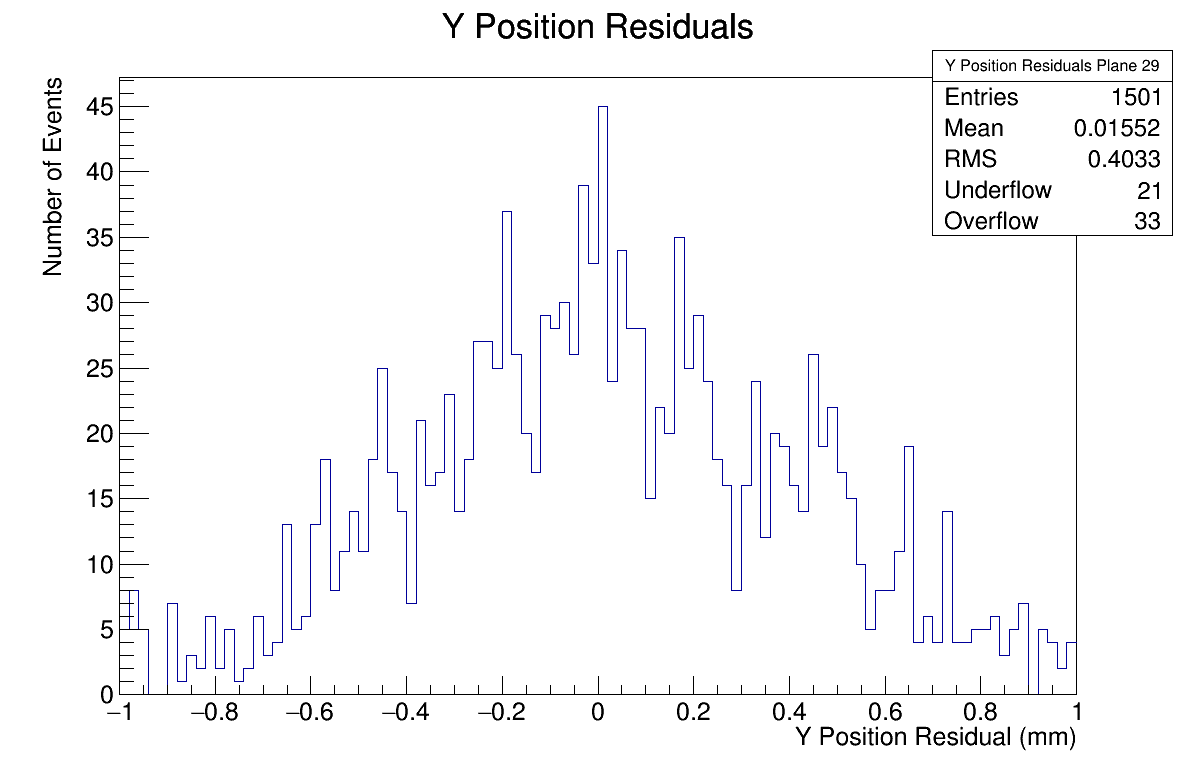 Y Position Residuals
Y Position Residuals Plane 29
Entries 1501
Mean 0.01552
RMS 0.4033
Underflow 21
Overflow 33
Number of Events
45
40
35
30
25
20
15
10
5
0
−1 −0.8 −0.6 −0.4 −0.2 0 0.2 0.4 0.6 0.8 1
Y Position Residual (mm)